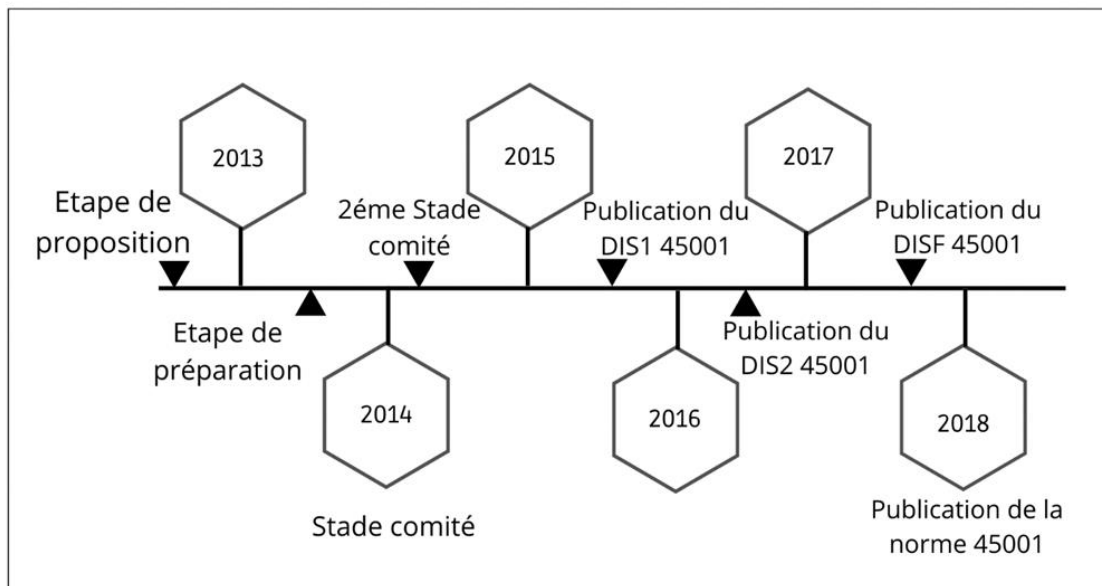 2013
2015
2017
Etape de
proposition
2éme Stade
comité
Publication du
DIS1 45001
Publication du
DISF 45001
Etape de
préparation
Publication du
DIS2 45001
2014
2016
2018
Stade comité
Publication de la
norme 45001